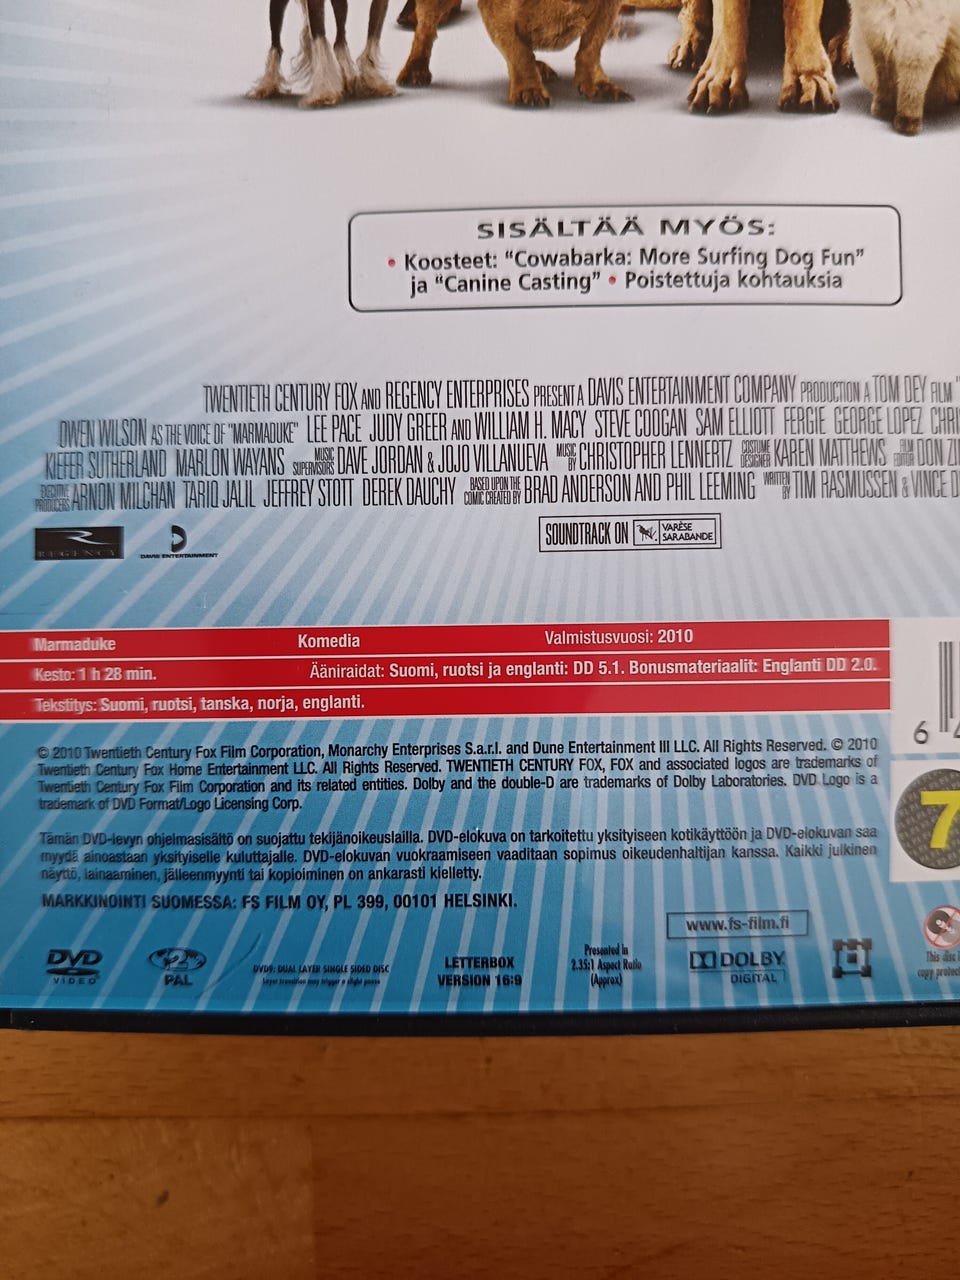 SISÄLTÄÄ MYÖS:
• Koosteet: “Cowabarka: More Surfing Dog Fun”
ja “Canine Casting” • Poistettuja kohtauksia
TWENTIETH CENTURY FOX AND REGENCY ENTERPRISES PRESENT A DAVIS ENTERTAINMENT COMPANY PRODUCTION A TOM DEY FILM
OWEN WILSON AS THE VOICE OF "MARMADUKE" LEE PACE JUDY GREER AND WILLIAM H. MACY STEVE COOGAN SAM ELLIOTT FERGIE GEORGE LOPEZ CHRI
KIEFER SUTHERLAND MARLON WAYANS MUSIC SUPERVISORS DAVE JORDAN & JOJO VILLANUEVA MUSIC BY CHRISTOPHER LENNERTZ COSTUME DESIGNER KAREN MATTHEWS FILM EDITOR DON ZI
EXECUTIVE PRODUCERS ARNON MILCHAN TARIQ JALIL JEFFREY STOTT DEREK DAUCHY BASED UPON THE COMIC CREATED BY BRAD ANDERSON AND PHIL LEEMING WRITTEN BY TIM RASMUSSEN & VINCE D
REGENCY DAVIS ENTERTAINMENT SOUNDTRACK ON VARÈSE SARABANDE
Marmaduke Komedia Valmistusvuosi: 2010
Kesto: 1 h 28 min. Ääniraidat: Suomi, ruotsi ja englanti: DD 5.1. Bonusmateriaalit: Englanti DD 2.0.
Tekstitys: Suomi, ruotsi, tanska, norja, englanti.
6
7
© 2010 Twentieth Century Fox Film Corporation, Monarchy Enterprises S.a.r.l. and Dune Entertainment III LLC. All Rights Reserved. © 2010
Twentieth Century Fox Home Entertainment LLC. All Rights Reserved. TWENTIETH CENTURY FOX, FOX and associated logos are trademarks of
Twentieth Century Fox Film Corporation and its related entities. Dolby and the double-D are trademarks of Dolby Laboratories. DVD Logo is a
trademark of DVD Format/Logo Licensing Corp.
Tämän DVD-levyn ohjelmasisältö on suojattu tekijänoikeuslailla. DVD-elokuva on tarkoitettu yksityiseen kotikäyttöön ja DVD-elokuvan saa
myydä ainoastaan yksityiselle kuluttajalle. DVD-elokuvan vuokraamiseen vaaditaan sopimus oikeudenhaltijan kanssa. Kaikki julkinen
näyttö, lainaaminen, jälleenmyynti tai kopioiminen on ankarasti kielletty.
MARKKINOINTI SUOMESSA: FS FILM OY, PL 399, 00101 HELSINKI.
www.fs-film.fi
DVD VIDEO
2 PAL
DVD9: DUAL LAYER SINGLE SIDED DISC
Layer transition may trigger a slight pause
LETTERBOX
VERSION 16:9
Presented in
2.35:1 Aspect Ratio
(Approx)
DOLBY
DIGITAL
This disc i
copy protec